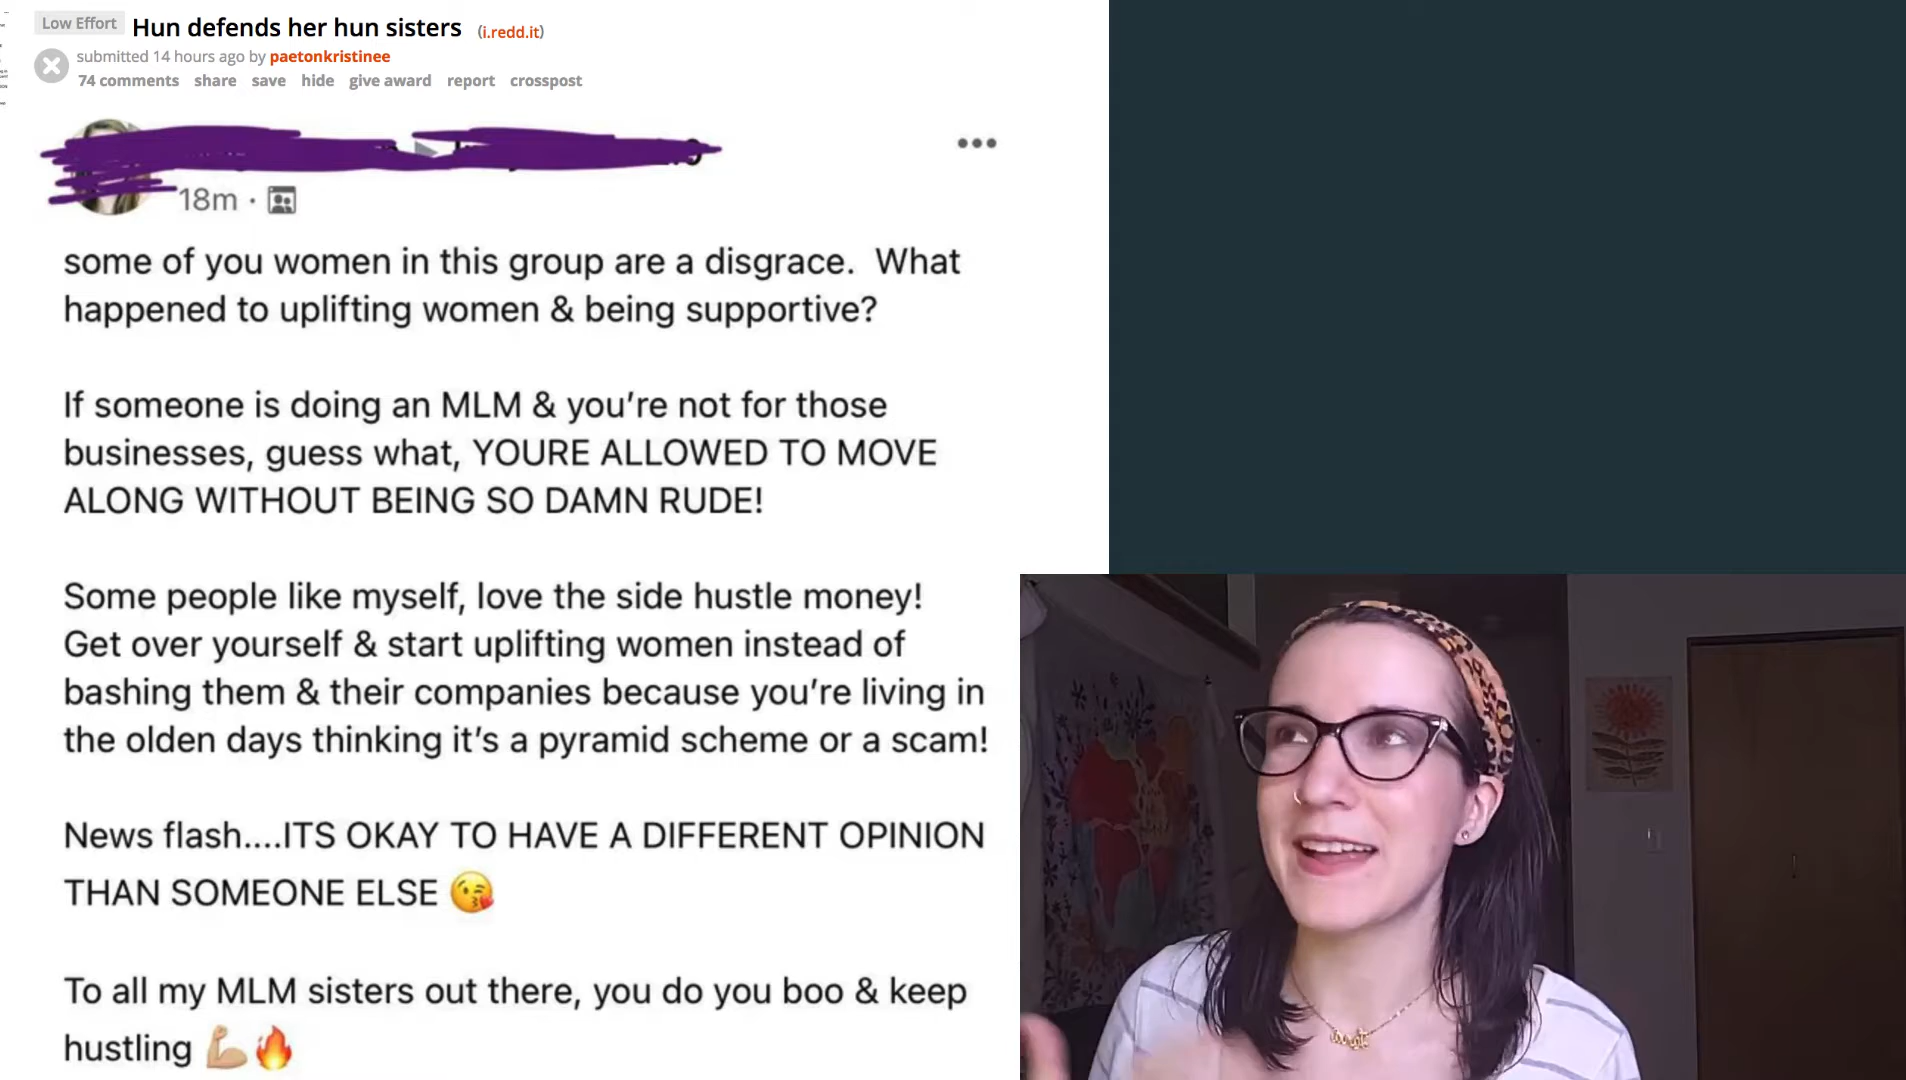 Low Effort Hun defends her hun sisters (i.redd.it)
submitted 14 hours ago by paetonkristinee
74 comments share save hide give award report crosspost
18m ·
some of you women in this group are a disgrace. What
happened to uplifting women & being supportive?
If someone is doing an MLM & you’re not for those
businesses, guess what, YOURE ALLOWED TO MOVE
ALONG WITHOUT BEING SO DAMN RUDE!
Some people like myself, love the side hustle money!
Get over yourself & start uplifting women instead of
bashing them & their companies because you’re living in
the olden days thinking it’s a pyramid scheme or a scam!
News flash....ITS OKAY TO HAVE A DIFFERENT OPINION
THAN SOMEONE ELSE 😘
To all my MLM sisters out there, you do you boo & keep
hustling 💪🏼🔥